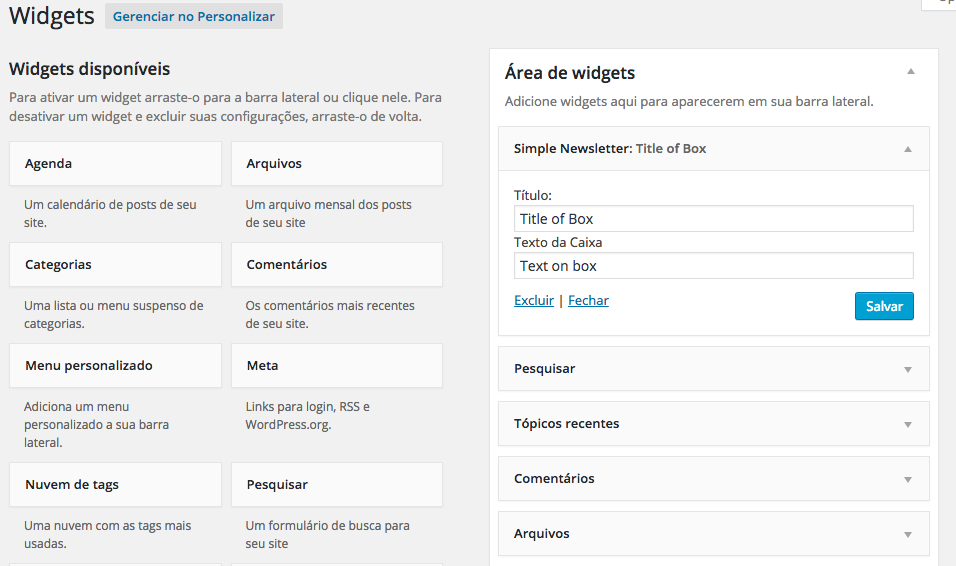 Widgets
Gerenciar no Personalizar
Widgets disponíveis
Para ativar um widget arraste-o para a barra lateral ou clique nele. Para
desativar um widget e excluir suas configurações, arraste-o de volta.
Agenda
Um calendário de posts de seu
site.
Arquivos
Um arquivo mensal dos posts
de seu site
Categorias
Uma lista ou menu suspenso de
categorias.
Comentários
Os comentários mais recentes
de seu site.
Menu personalizado
Adiciona um menu
personalizado a sua barra
lateral.
Meta
Links para login, RSS e
WordPress.org.
Nuvem de tags
Uma nuvem com as tags mais
usadas.
Pesquisar
Um formulário de busca para
seu site
Área de widgets
Adicione widgets aqui para aparecerem em sua barra lateral.
Simple Newsletter: Title of Box
Título:
Title of Box
Texto da Caixa
Text on box
Excluir | Fechar
Salvar
Pesquisar
Tópicos recentes
Comentários
Arquivos